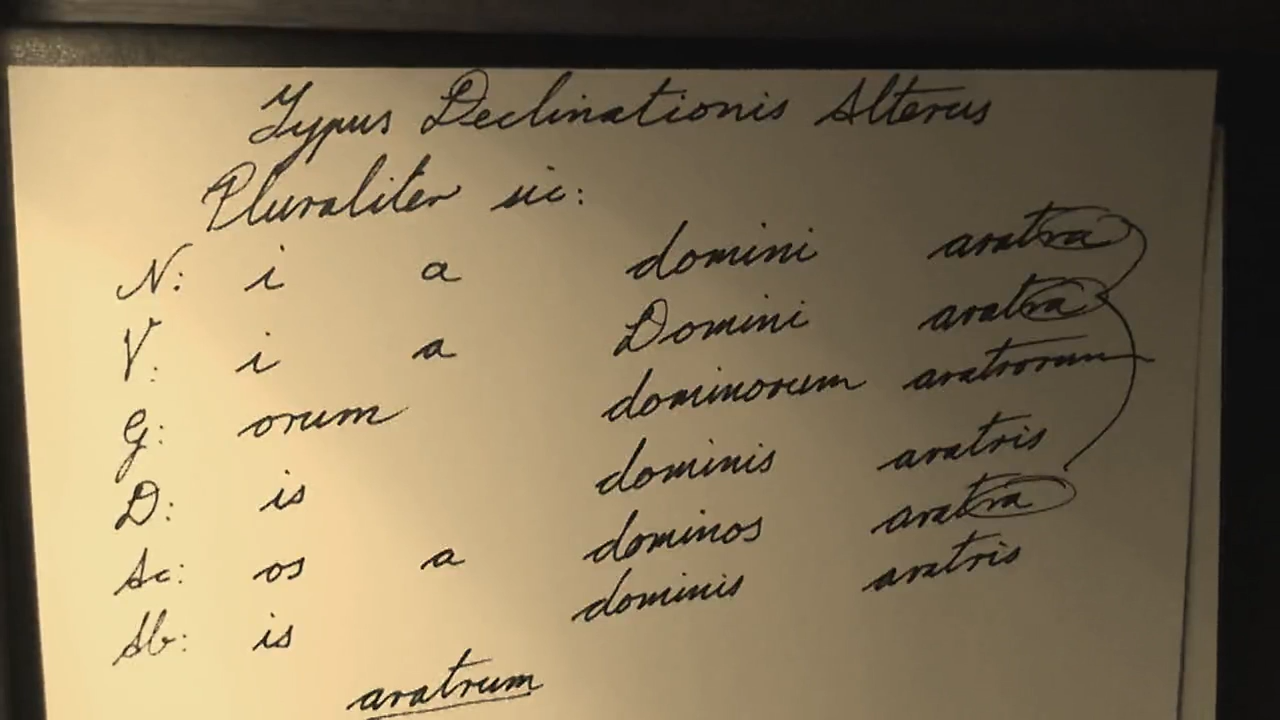 Typus Declinationis Alterus
Pluraliter sic:
N: i a domini aratra
V: i a Domini aratra
G: orum dominorum aratrorum
D: is dominis aratris
Ac: os a dominos aratra
Ab: is dominis aratris
aratrum